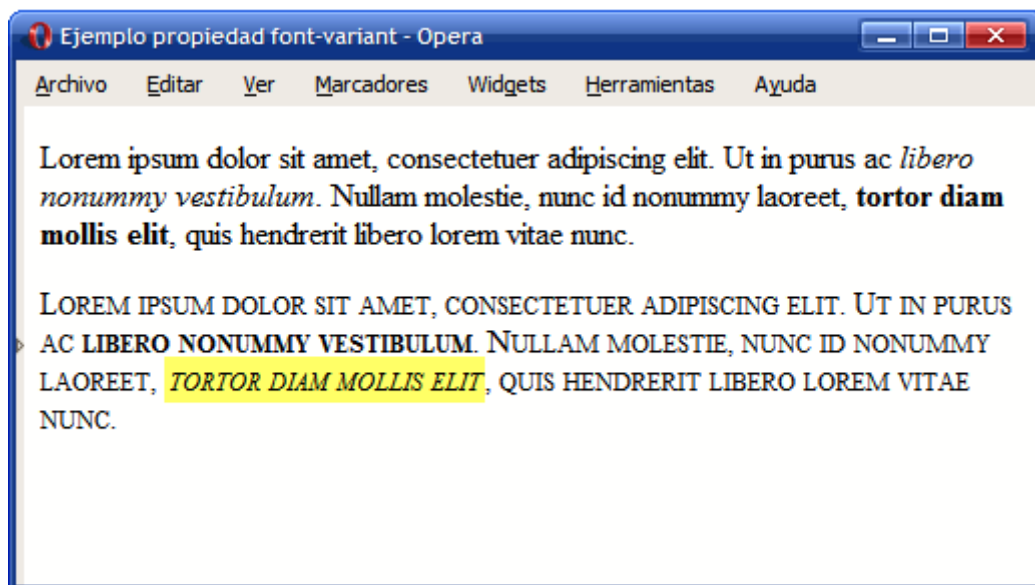 Ejemplo propiedad font-variant - Opera
Archivo Editar Ver Marcadores Widgets Herramientas Ayuda
Lorem ipsum dolor sit amet, consectetuer adipiscing elit. Ut in purus ac libero
nonummy vestibulum. Nullam molestie, nunc id nonummy laoreet, tortor diam
mollis elit, quis hendrerit libero lorem vitae nunc.
LOREM IPSUM DOLOR SIT AMET, CONSECTETUER ADIPISCING ELIT. UT IN PURUS
AC LIBERO NONUMMY VESTIBULUM. NULLAM MOLESTIE, NUNC ID NONUMMY
LAOREET, TORTOR DIAM MOLLIS ELIT, QUIS HENDRERIT LIBERO LOREM VITAE
NUNC.